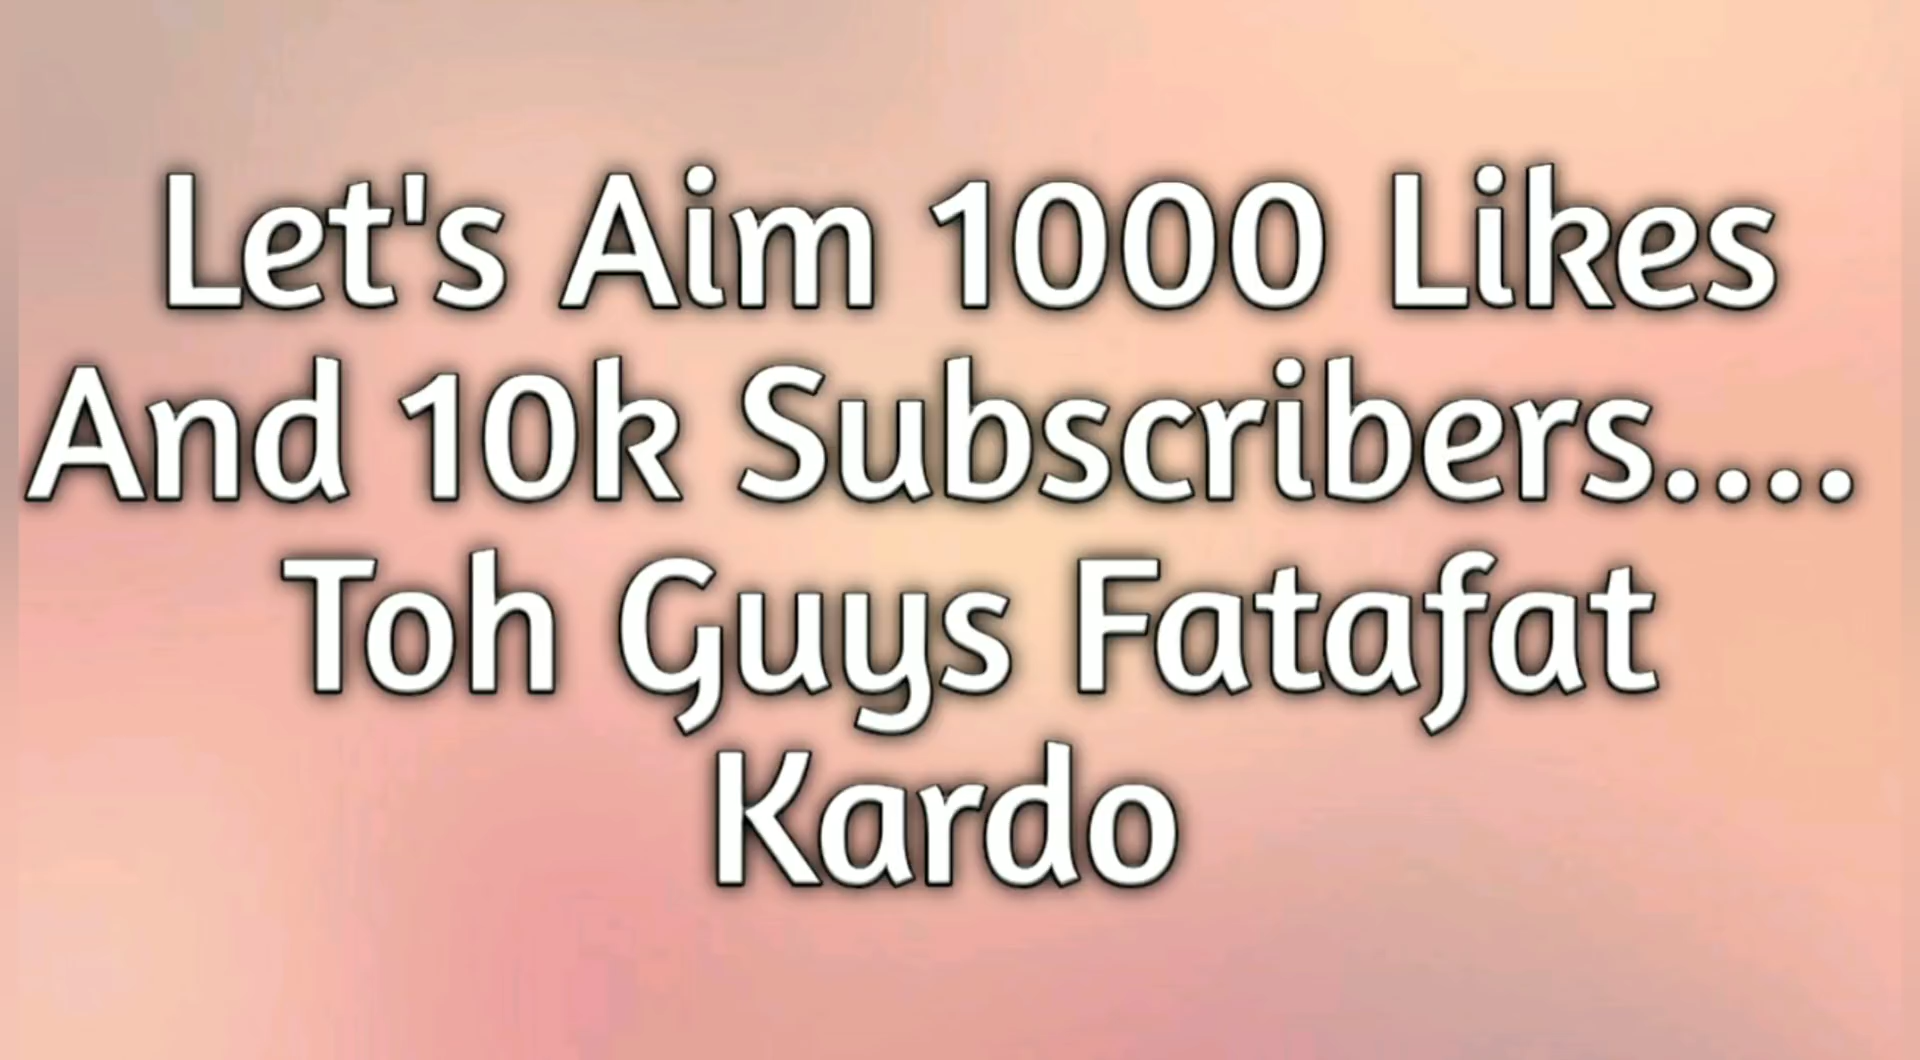 Let's Aim 1000 Likes
And 10k Subscribers....
Toh Guys Fatafat
Kardo